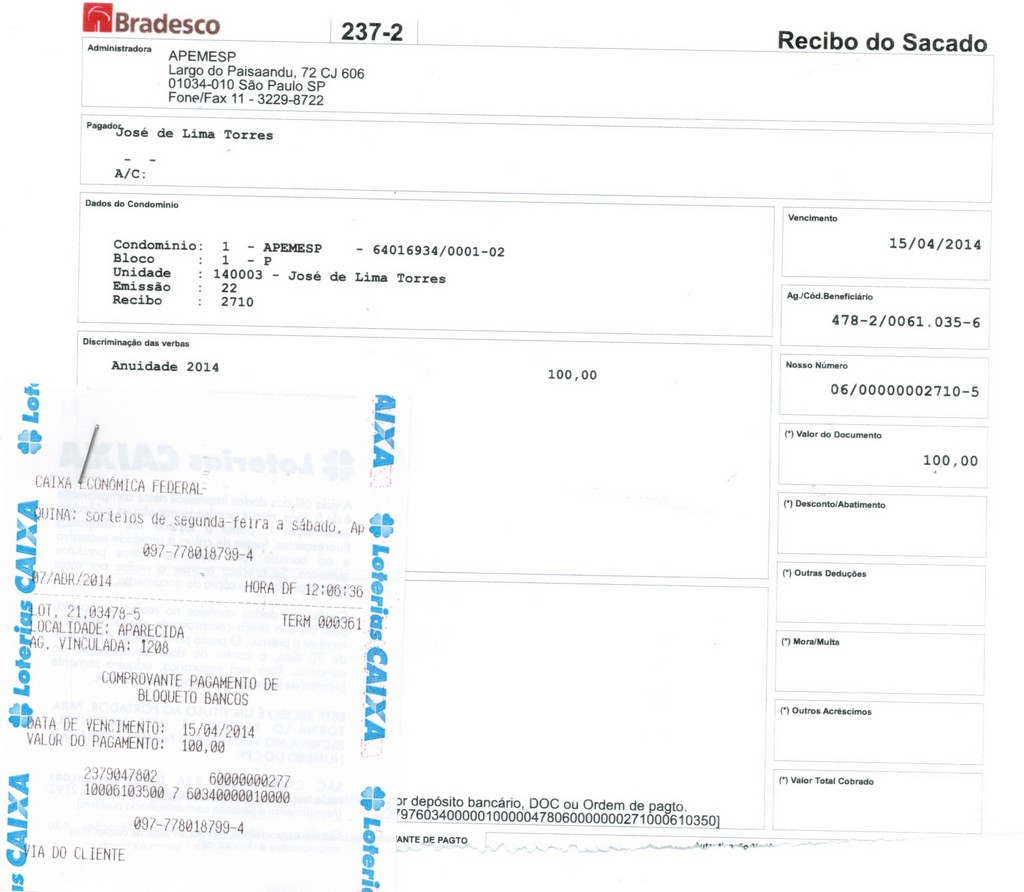 Bradesco
237-2
Recibo do Sacado
Administradora
APEMESP
Largo do Paisaandu, 72 CJ 606
01034-010 São Paulo SP
Fone/Fax 11 - 3229-8722
Pagador
José de Lima Torres
- -
A/C:
Dados do Condomínio
Condomínio: 1 - APEMESP - 64016934/0001-02
Bloco : 1 - P
Unidade : 140003 - José de Lima Torres
Emissão : 22
Recibo : 2710
Vencimento
15/04/2014
Ag./Cód.Beneficiário
478-2/0061.035-6
Nosso Número
06/00000002710-5
(*) Valor do Documento
100,00
(*) Desconto/Abatimento
(*) Outras Deduções
(*) Mora/Multa
(*) Outros Acréscimos
(*) Valor Total Cobrado
Discriminação das verbas
Anuidade 2014 100,00
CAIXA ECONÔMICA FEDERAL
QUINA: sorteios de segunda-feira a sábado, Ap
097-778018799-4
07/ABR/2014 HORA DF 12:06:36
LOT. 21,03478-5 TERM 000361
LOCALIDADE: APARECIDA
AG. VINCULADA: 1208
COMPROVANTE PAGAMENTO DE
BLOQUETO BANCOS
DATA DE VENCIMENTO: 15/04/2014
VALOR DO PAGAMENTO: 100,00
2379047802 60000000277
10006103500 7 60340000010000
097-778018799-4
VIA DO CLIENTE
Loterias CAIXA
Loterias CAIXA
or depósito bancário, DOC ou Ordem de pagto.
ANTE DE PAGTO